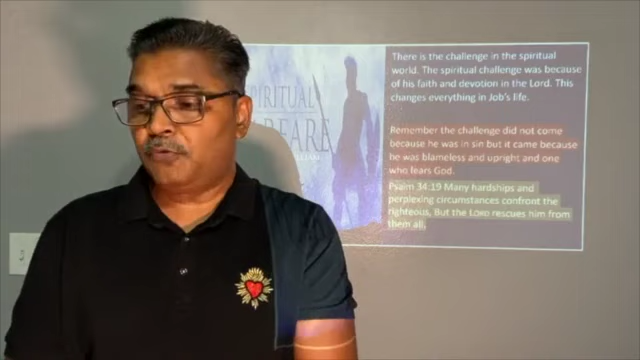 SPIRITUAL
WARFARE
There is the challenge in the spiritual
world. The spiritual challenge was because
of his faith and devotion in the Lord. This
changes everything in Job's life.
Remember the challenge did not come
because he was in sin but it came because
he was blameless and upright and one
who fears God.
Psalm 34:19 Many hardships and
perplexing circumstances confront the
righteous, But the LORD rescues him from
them all.